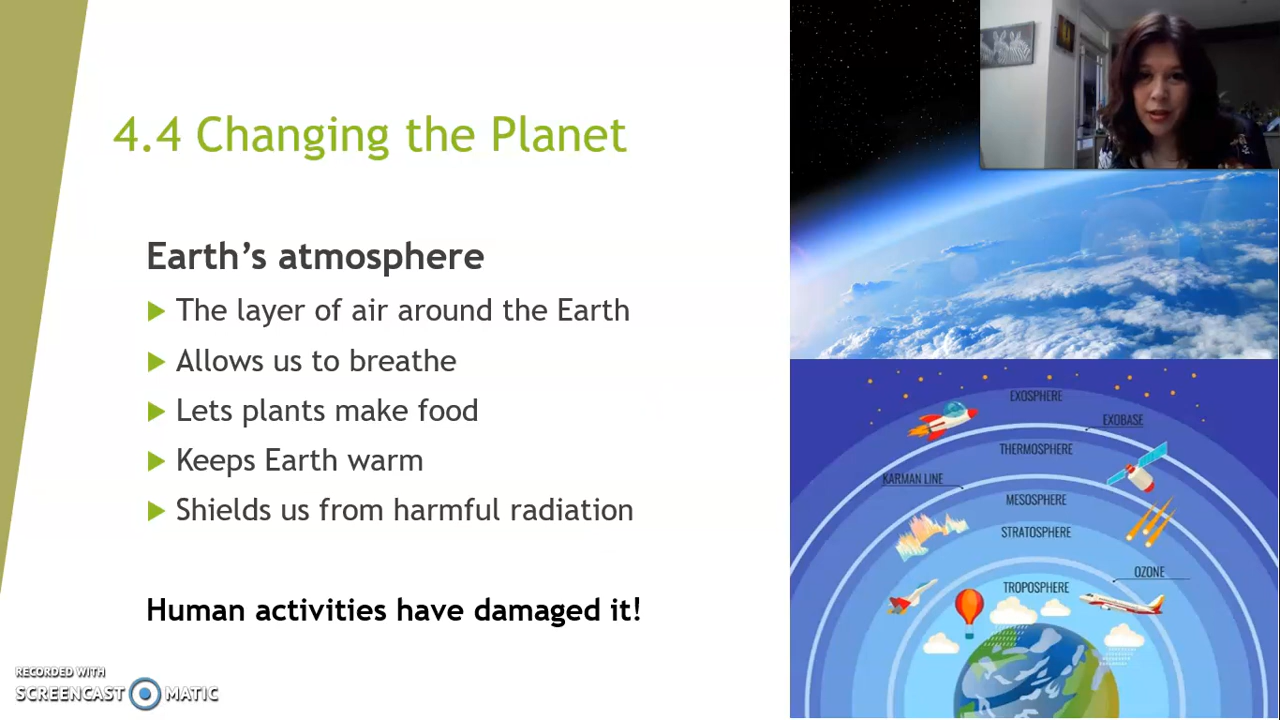 4.4 Changing the Planet
Earth's atmosphere
The layer of air around the Earth
Allows us to breathe
Lets plants make food
Keeps Earth warm
Shields us from harmful radiation
Human activities have damaged it!
RECORDED WITH
SCREENCAST MATIC
EXOSPHERE
EXOBASE
THERMOSPHERE
KARMAN LINE
MESOSPHERE
STRATOSPHERE
OZONE
TROPOSPHERE